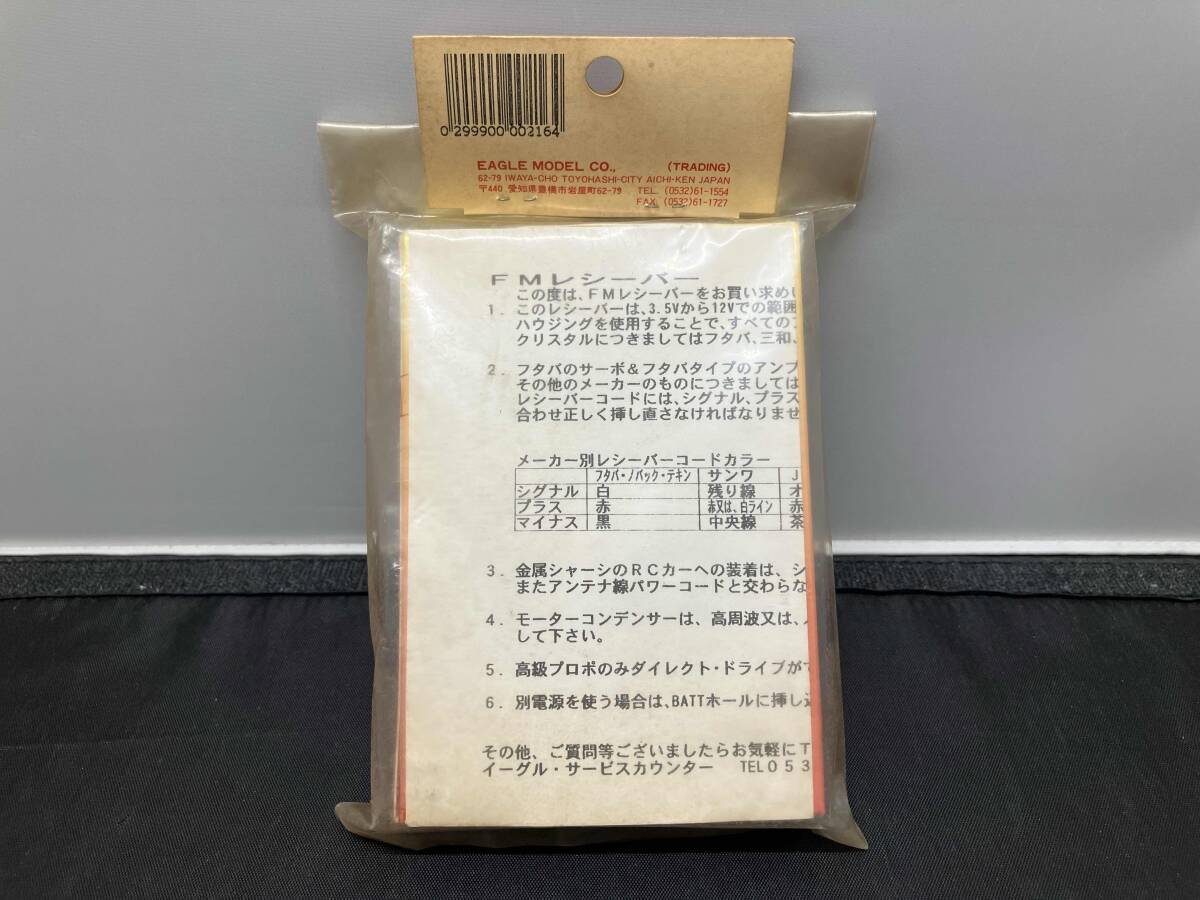 0 299900 002164
EAGLE MODEL CO., (TRADING)
62-79 IWAYA-CHO TOYOHASHI-CITY AICHI-KEN JAPAN
〒440 愛知県豊橋市岩屋町62-79 TEL. (0532)61-1554
FAX. (0532)61-1727
FMレシーバー
この度は、FMレシーバーをお買い求めい
1. このレシーバーは、3.5Vから12Vでの範囲
ハウジングを使用することで、すべての
クリスタルにつきましてはフタバ、三和、
2. フタバのサーボ&フタバタイプのアンプ
その他のメーカーのものにつきましては
レシーバーコードには、シグナル、プラス
合わせ正しく挿し直さなければなりませ
メーカー別レシーバーコードカラー
フタバ・ノバック・テキン サンワ J
シグナル 白 残り線 オ
プラス 赤 赤又は、白ライン 赤
マイナス 黒 中央線 茶
3. 金属シャーシのRCカーへの装着は、シ
またアンテナ線パワーコードと交わらな
4. モーターコンデンサーは、高周波又は、
して下さい。
5. 高級プロポのみダイレクト・ドライブが
6. 別電源を使う場合は、BATTホールに挿し込
その他、ご質問等ございましたらお気軽にT
イーグル・サービスカウンター TEL053